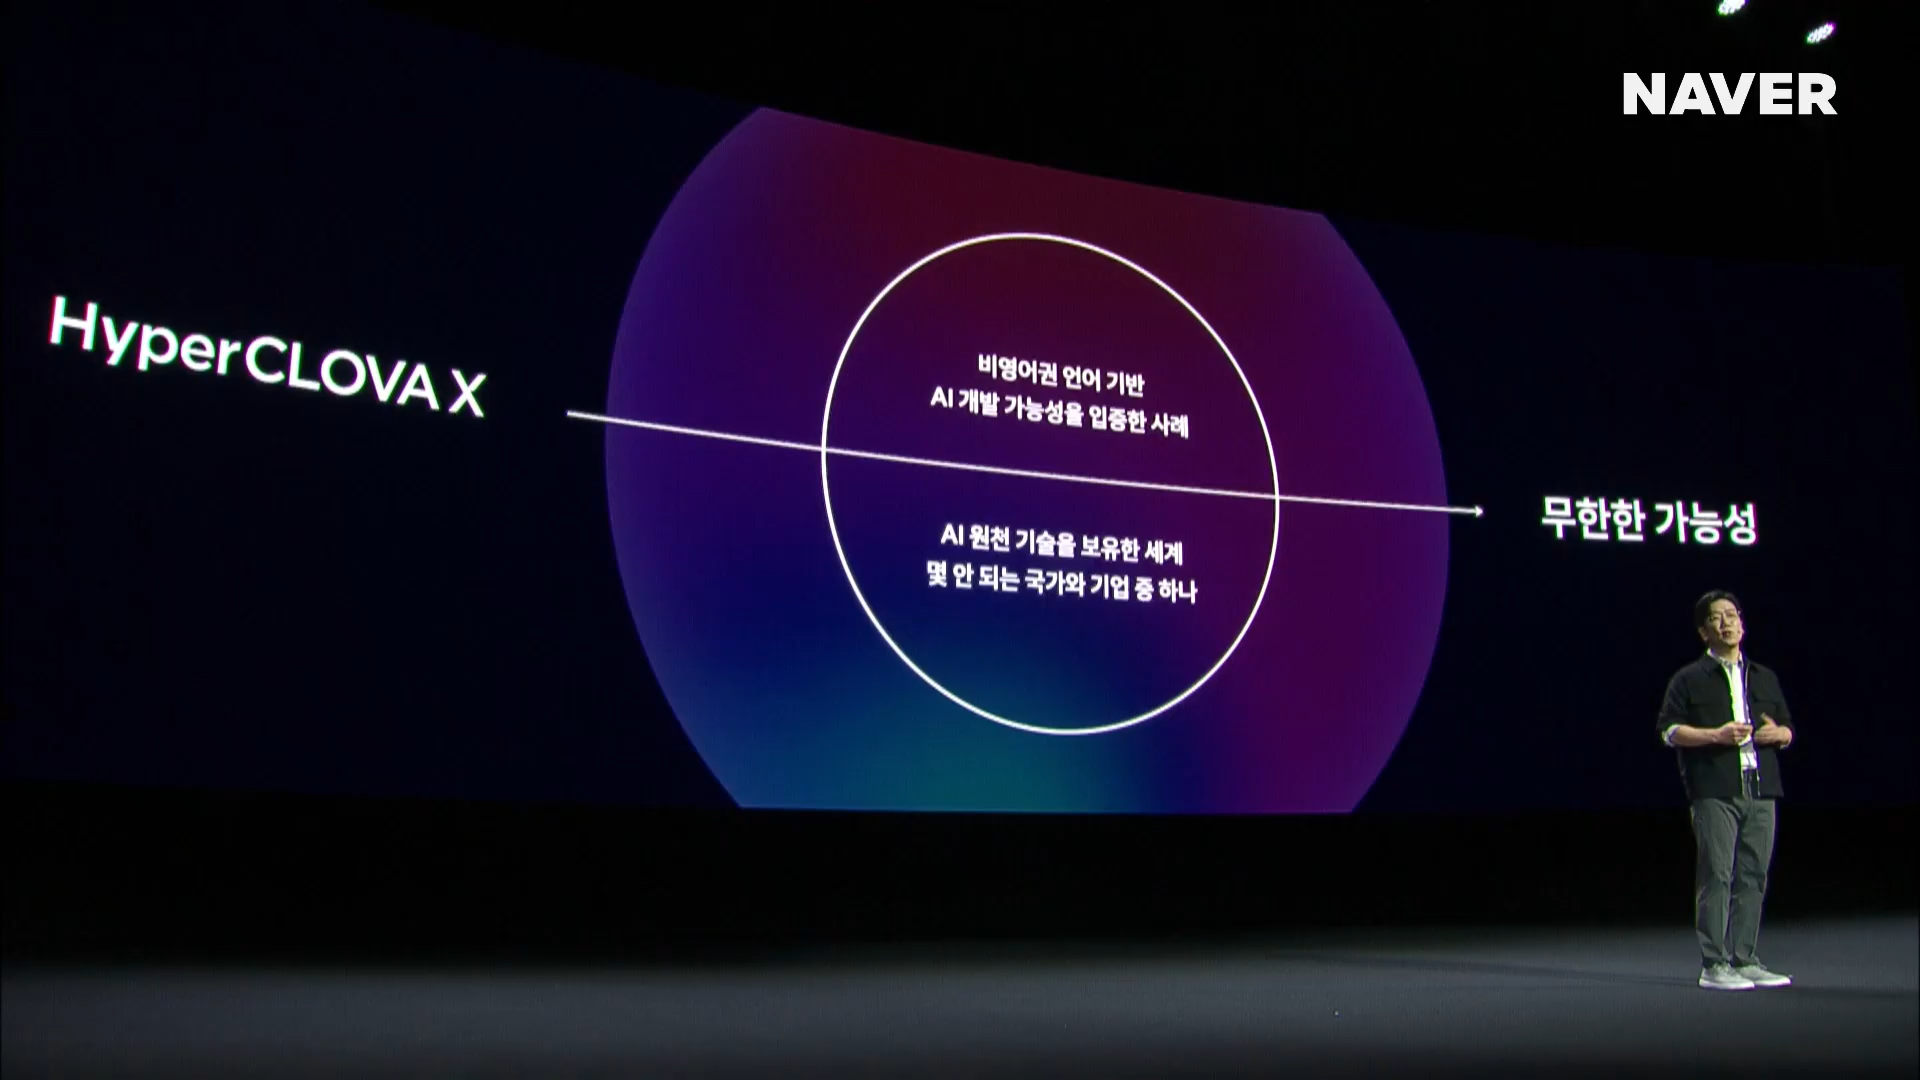 NAVER
HyperCLOVA X
비영어권 언어 기반
AI 개발 가능성을 입증한 사례
AI 원천 기술을 보유한 세계
몇 안 되는 국가와 기업 중 하나
무한한 가능성